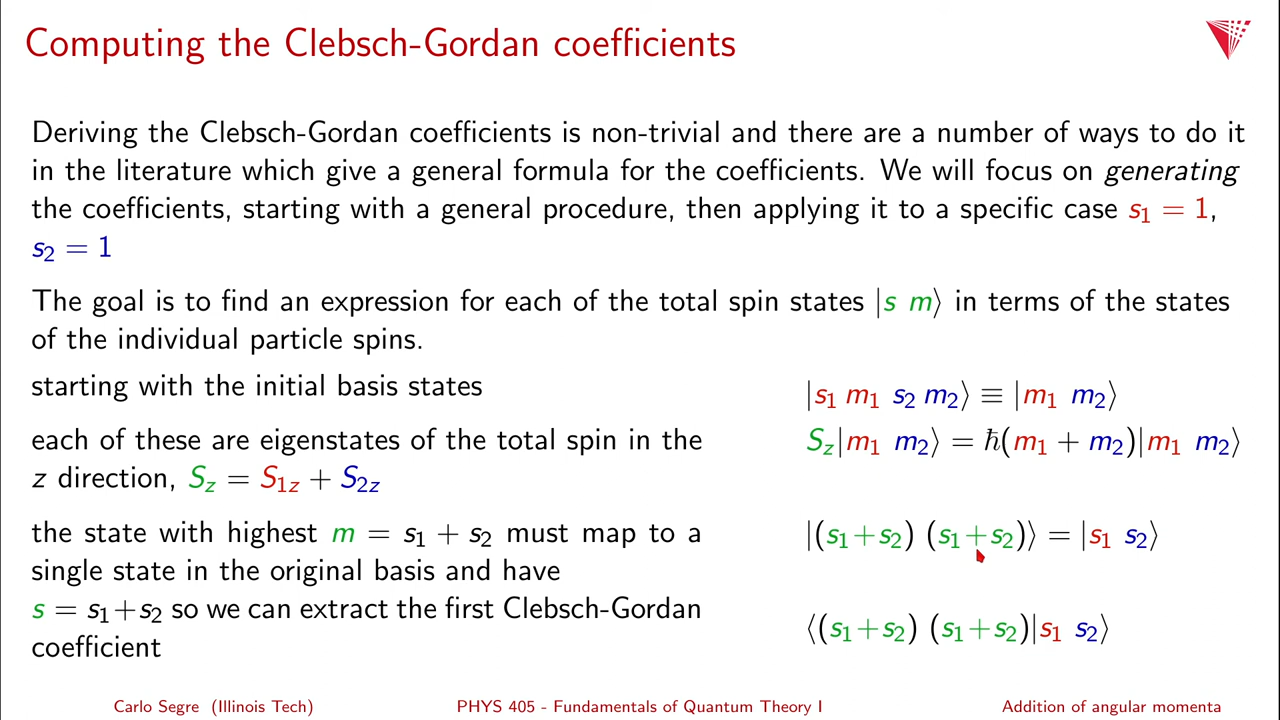 Computing the Clebsch-Gordan coefficients
Deriving the Clebsch-Gordan coefficients is non-trivial and there are a number of ways to do it
in the literature which give a general formula for the coefficients. We will focus on generating
the coefficients, starting with a general procedure, then applying it to a specific case s₁ = 1,
s₂ = 1
The goal is to find an expression for each of the total spin states |s m⟩ in terms of the states
of the individual particle spins.
starting with the initial basis states
|s₁ m₁ s₂ m₂⟩ ≡ |m₁ m₂⟩
each of these are eigenstates of the total spin in the
z direction, S_z = S₁z + S₂z
S_z|m₁ m₂⟩ = ℏ(m₁ + m₂)|m₁ m₂⟩
the state with highest m = s₁ + s₂ must map to a
single state in the original basis and have
s = s₁+s₂ so we can extract the first Clebsch-Gordan
coefficient
|(s₁+s₂) (s₁+s₂)⟩ = |s₁ s₂⟩
⟨(s₁+s₂) (s₁+s₂)|s₁ s₂⟩
Carlo Segre (Illinois Tech)
PHYS 405 - Fundamentals of Quantum Theory I
Addition of angular momenta